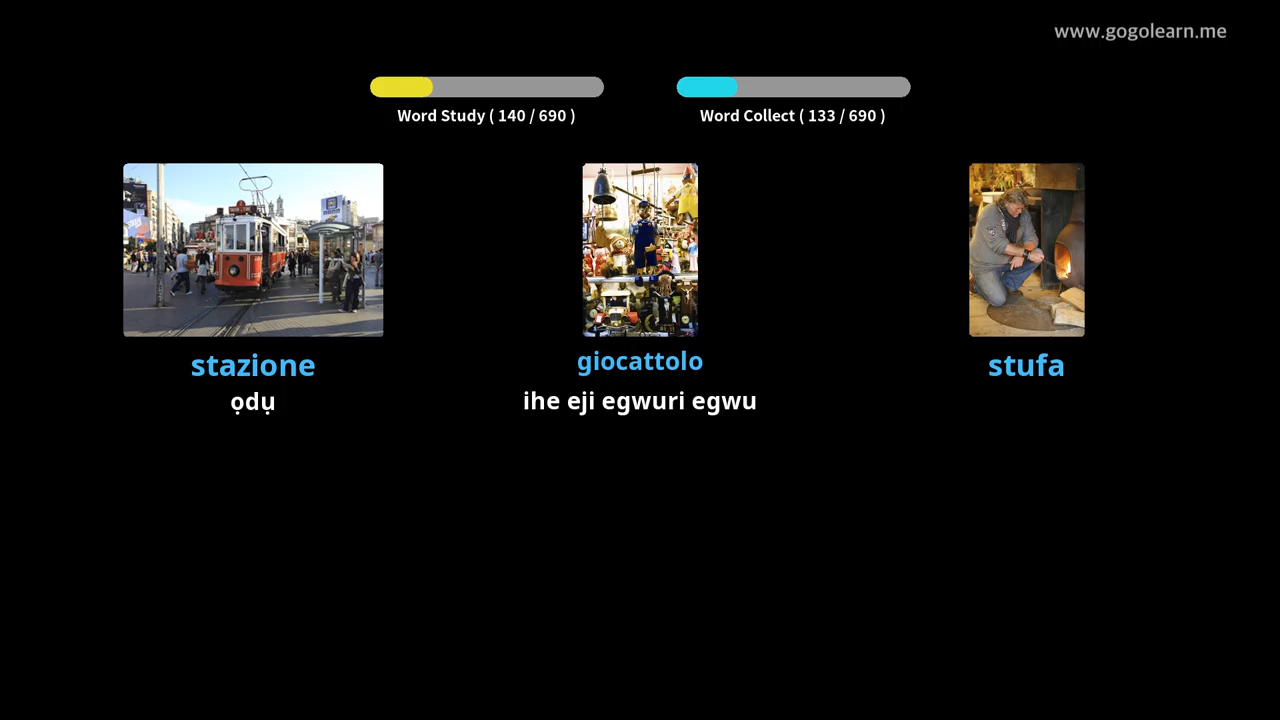 www.gogolearn.me
Word Study ( 140 / 690 )
Word Collect ( 133 / 690 )
stazione
giocattolo
stufa
ọdụ
ihe eji egwuri egwu